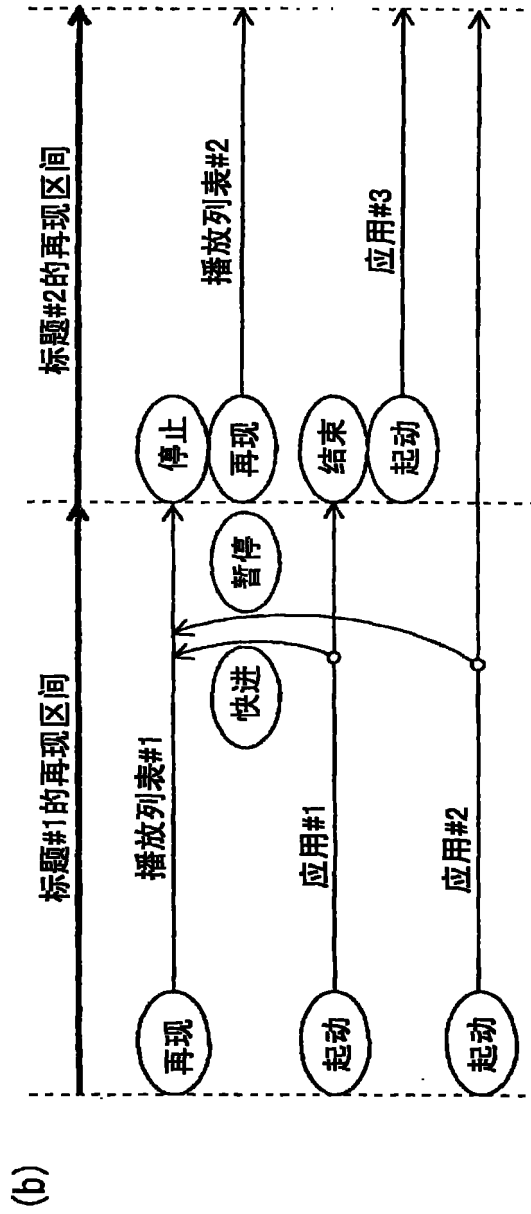 (b)
标题#1的再现区间
标题#2的再现区间
再现
播放列表#1
停止
再现
播放列表#2
快进
暂停
起动
应用#1
结束
起动
应用#3
起动
应用#2